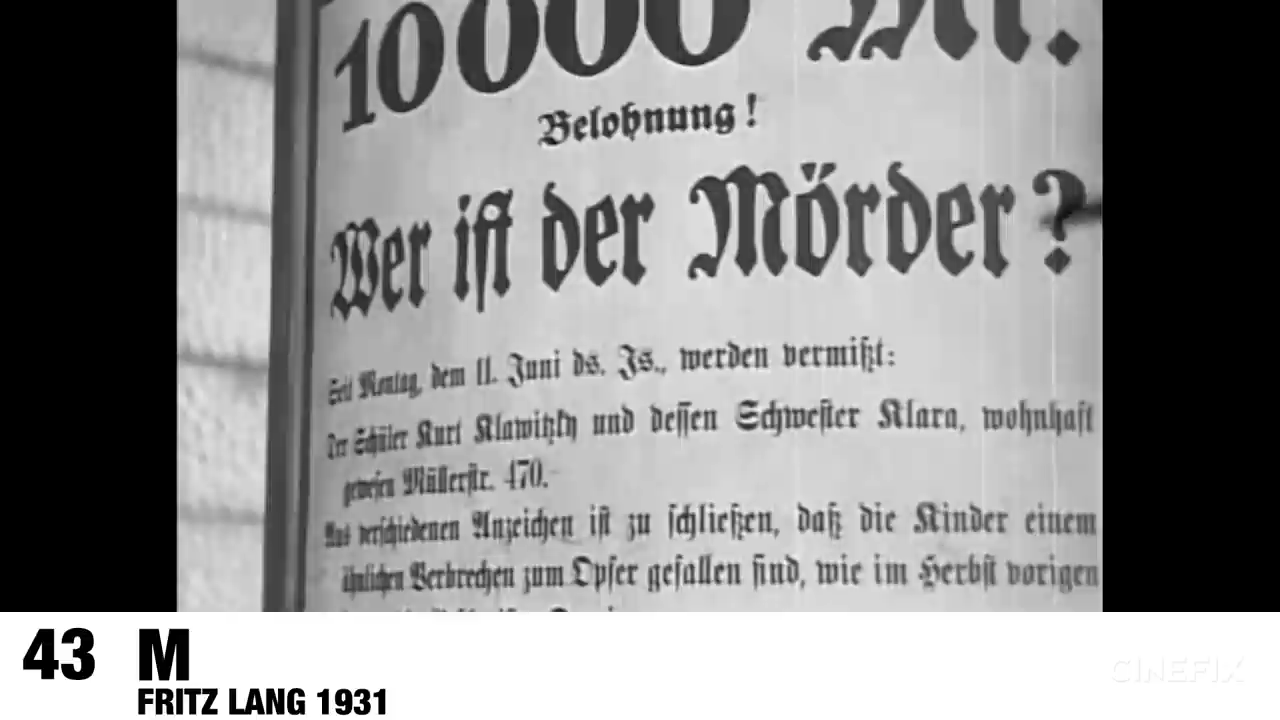 10000 M.
Belohnung!
Wer ist der Mörder?
Seit Montag, dem 11. Juni ds. Js., werden vermißt:
Der Schüler Kurt Klawitzky und dessen Schwester Klara, wohnhaft
gewesen Müllerstr. 470.
Aus verschiedenen Anzeichen ist zu schließen, daß die Kinder einem
ähnlichen Verbrechen zum Opfer gefallen sind, wie im Herbst vorigen
43 M
FRITZ LANG 1931
CINEFIX